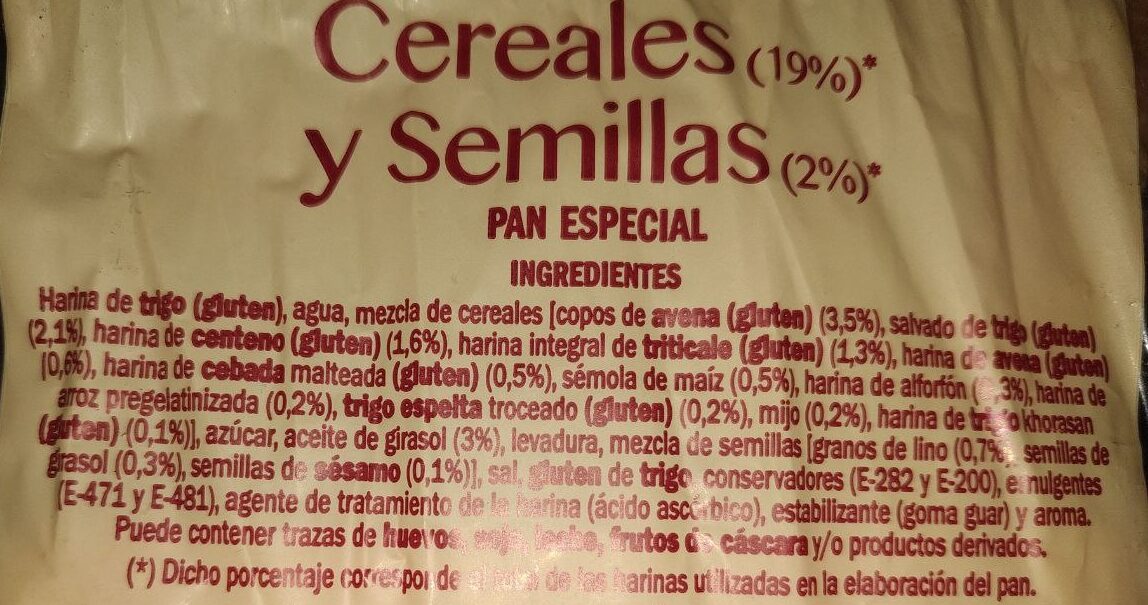 Cereales (19%)*
y Semillas (2%)*
PAN ESPECIAL
INGREDIENTES
Harina de trigo (gluten), agua, mezcla de cereales [copos de avena (gluten) (3,5%), salvado de trigo (gluten)
(2,1%), harina de centeno (gluten) (1,6%), harina integral de triticale (gluten) (1,3%), harina de avena (gluten)
(0,6%), harina de cebada malteada (gluten) (0,5%), sémola de maíz (0,5%), harina de alforfón ( ,3%), harina de
arroz pregelatinizada (0,2%), trigo espelta troceado (gluten) (0,2%), mijo (0,2%), harina de trigo khorasan
(gluten) (0,1%)], azúcar, aceite de girasol (3%), levadura, mezcla de semillas [granos de lino (0,7%), semillas de
girasol (0,3%), semillas de sésamo (0,1%)], sal, gluten de trigo, conservadores (E-282 y E-200), emulgentes
(E-471 y E-481), agente de tratamiento de la harina (ácido ascórbico), estabilizante (goma guar) y aroma.
Puede contener trazas de huevos, soja, leche, frutos de cáscara y/o productos derivados.
(*) Dicho porcentaje corresponde de las harinas utilizadas en la elaboración del pan.